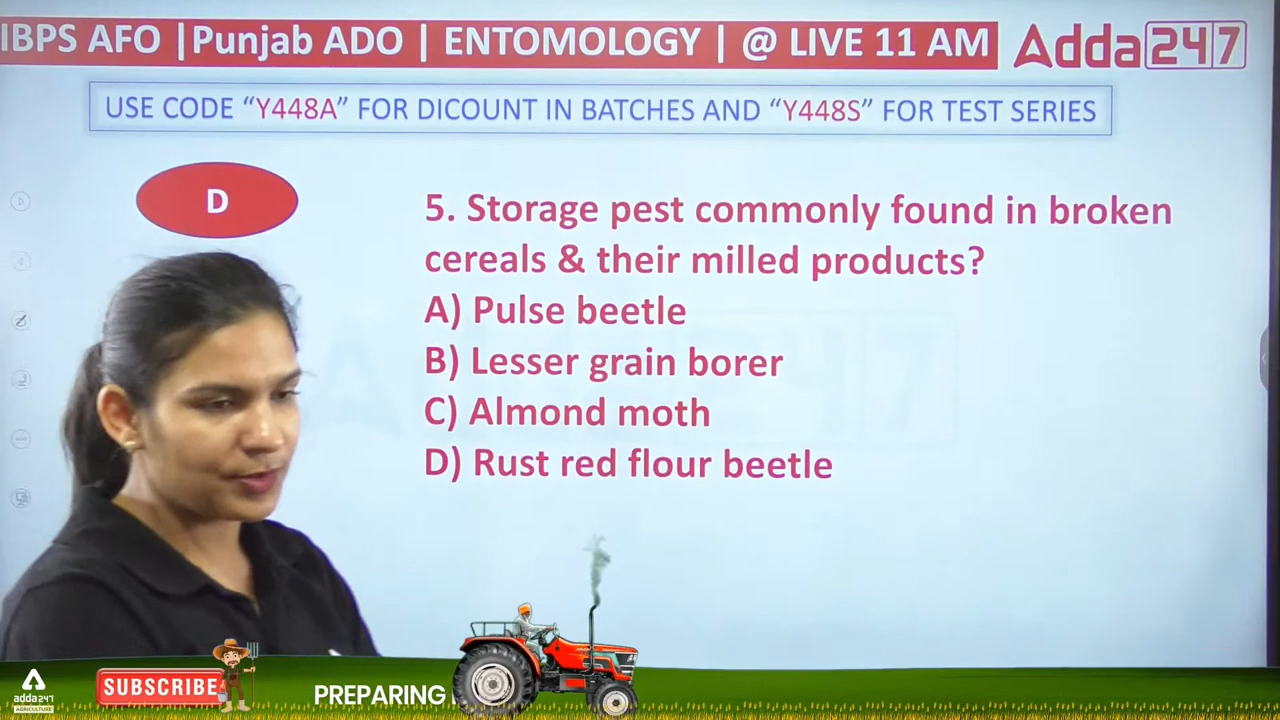 IBPS AFO |Punjab ADO | ENTOMOLOGY | @ LIVE 11 AM
Adda247
USE CODE “Y448A” FOR DICOUNT IN BATCHES AND “Y448S” FOR TEST SERIES
D
5. Storage pest commonly found in broken
cereals & their milled products?
A) Pulse beetle
B) Lesser grain borer
C) Almond moth
D) Rust red flour beetle
adda247
AGRICULTURE
SUBSCRIBE
PREPARING